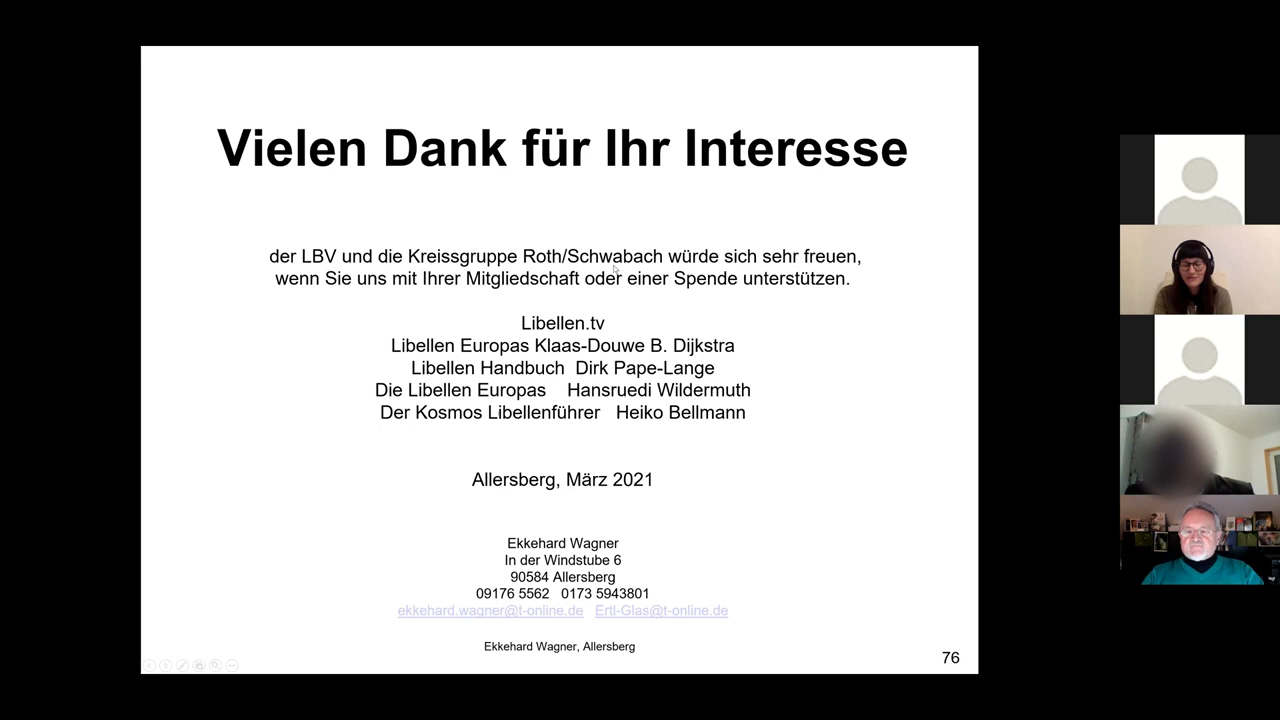 Vielen Dank für Ihr Interesse
der LBV und die Kreissgruppe Roth/Schwabach würde sich sehr freuen,
wenn Sie uns mit Ihrer Mitgliedschaft oder einer Spende unterstützen.
Libellen.tv
Libellen Europas Klaas-Douwe B. Dijkstra
Libellen Handbuch Dirk Pape-Lange
Die Libellen Europas Hansruedi Wildermuth
Der Kosmos Libellenführer Heiko Bellmann
Allersberg, März 2021
Ekkehard Wagner
In der Windstube 6
90584 Allersberg
09176 5562 0173 5943801
ekkehard.wagner@t-online.de Ertl-Glas@t-online.de
Ekkehard Wagner, Allersberg
76